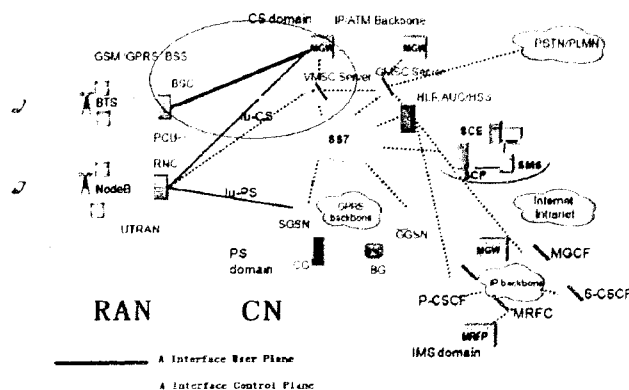 CS domain IP/ATM Backbone
MGW
MGW
PSTN/PLMN
GSM/GPRS BSS
BSC
VMSC Server
GMSC Server
HLR/AUC/HSS
BTS
PCU
Iu-CS
SS7
SCE
SCP
SMS
RNC
NodeB
Iu-PS
UTRAN
SGSN
GPRS backbone
GGSN
Internet Intranet
PS domain
CG
BG
MGW
MGCF
P-CSCF
IP backbone
S-CSCF
MRFC
MRFP
IMS domain
RAN CN
A Interface User Plane
A Interface Control Plane